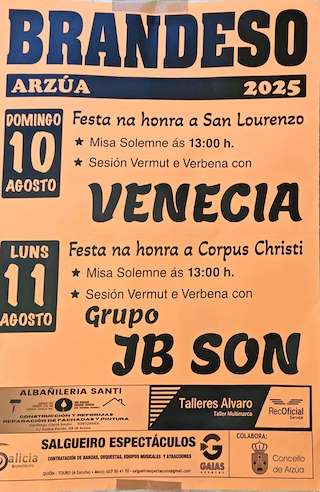 BRANDESO
ARZÚA 2025
DOMINGO
10
AGOSTO
Festa na honra a San Lourenzo
★ Misa Solemne ás 13:00 h.
★ Sesión Vermut e Verbena con
VENECIA
LUNS
11
AGOSTO
Festa na honra a Corpus Christi
★ Misa Solemne ás 13:00 h.
★ Sesión Vermut e Verbena con
Grupo
JB SON
ALBAÑILERIA SANTI
CONSTRUCCIÓN Y REFORMAS
REPARACIÓN DE FACHADAS Y PINTURA
Talleres Alvaro
Taller Multimarca
RecOficial
Service
SALGUEIRO ESPECTÁCULOS
CONTRATACIÓN DE BANDAS, ORQUESTAS, EQUIPOS MUSICALES Y ATRACCIONES
Galicia
G
GAIAS
COLABORA:
Concello
de Arzúa